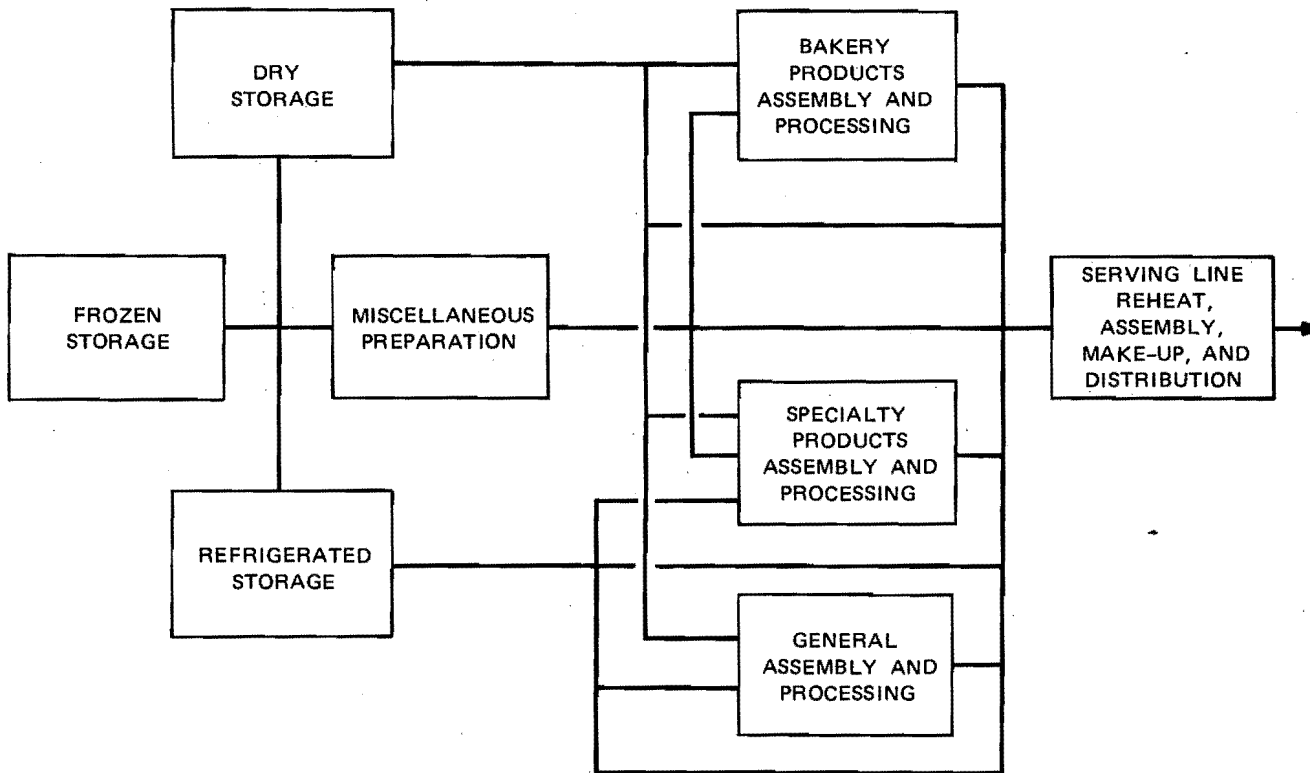 DRY
STORAGE
BAKERY
PRODUCTS
ASSEMBLY AND
PROCESSING
FROZEN
STORAGE
MISCELLANEOUS
PREPARATION
SERVING LINE
REHEAT,
ASSEMBLY,
MAKE-UP, AND
DISTRIBUTION
SPECIALTY
PRODUCTS
ASSEMBLY AND
PROCESSING
REFRIGERATED
STORAGE
GENERAL
ASSEMBLY AND
PROCESSING